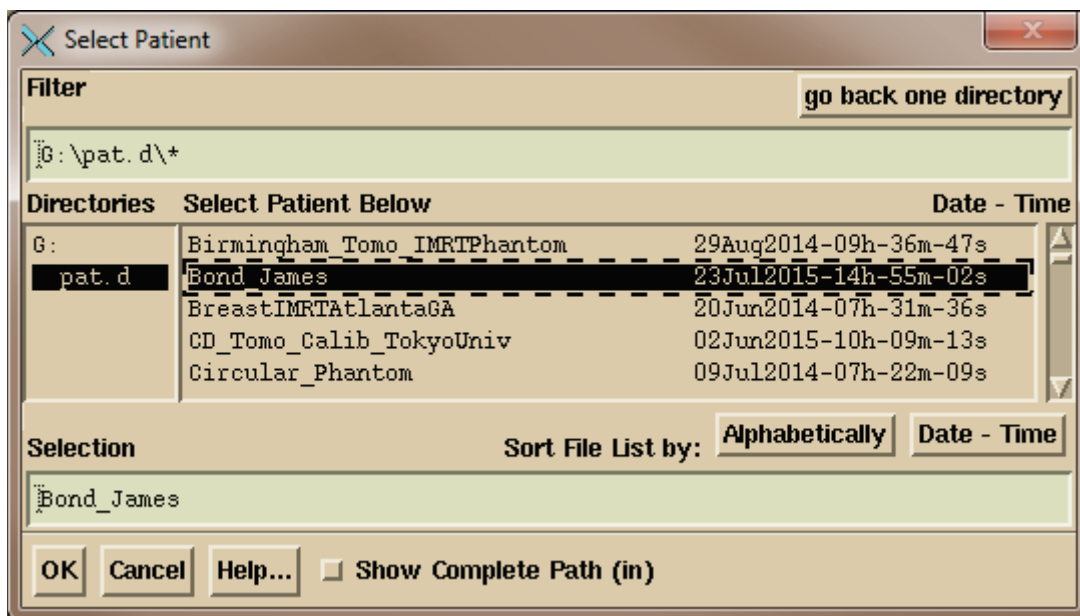 Select Patient
Filter
go back one directory
G:\pat.d\*
Directories Select Patient Below Date - Time
G: Birmingham_Tomo_IMRTPhantom 29Aug2014-09h-36m-47s
pat.d Bond_James 23Jul2015-14h-55m-02s
BreastIMRTAtlantaGA 20Jun2014-07h-31m-36s
CD_Tomo_Calib_TokyoUniv 02Jun2015-10h-09m-13s
Circular_Phantom 09Jul2014-07h-22m-09s
Selection Sort File List by: Alphabetically Date - Time
Bond_James
OK Cancel Help... Show Complete Path (in)